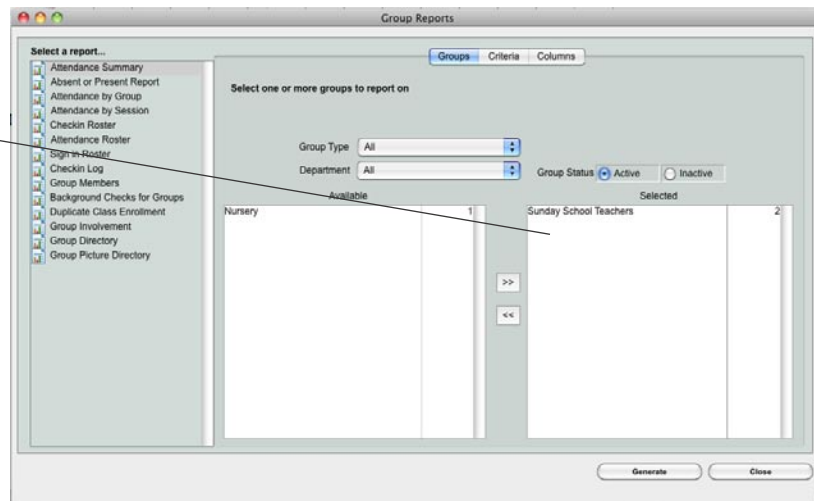 Group Reports
Select a report...
Attendance Summary
Absent or Present Report
Attendance by Group
Attendance by Session
Checkin Roster
Attendance Roster
Sign in Roster
Checkin Log
Group Members
Background Checks for Groups
Duplicate Class Enrollment
Group Involvement
Group Directory
Group Picture Directory
Groups Criteria Columns
Select one or more groups to report on
Group Type All
Department All
Group Status Active Inactive
Available
Nursery 1
>>
<<
Selected
Sunday School Teachers 2
Generate Close